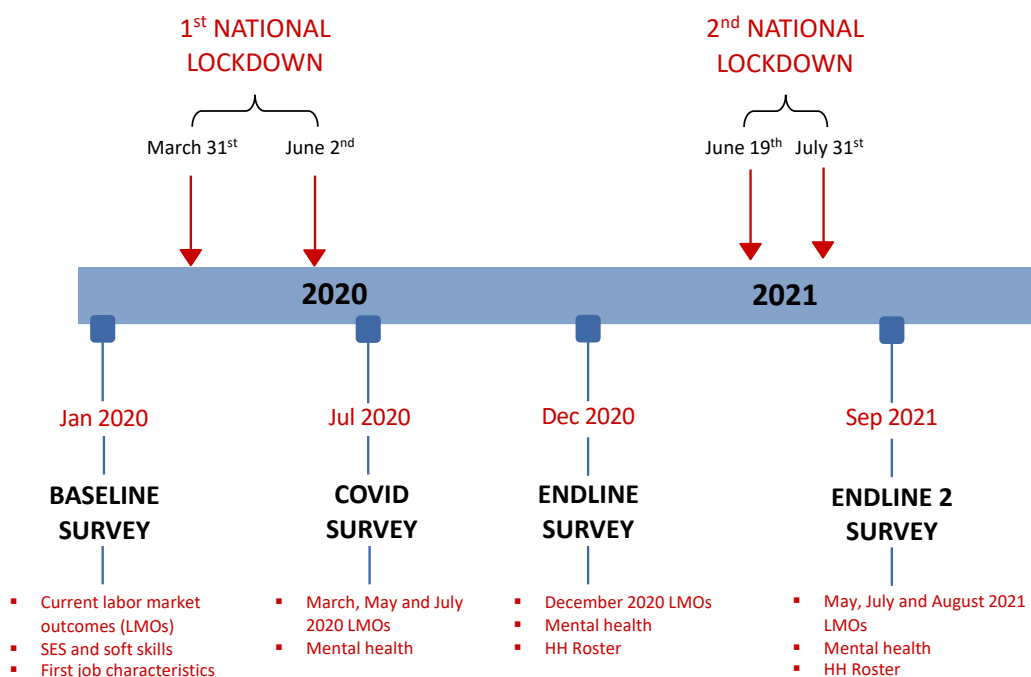 1st NATIONAL
LOCKDOWN
2nd NATIONAL
LOCKDOWN
March 31st
June 2nd
June 19th
July 31st
2020
2021
Jan 2020
Jul 2020
Dec 2020
Sep 2021
BASELINE
SURVEY
COVID
SURVEY
ENDLINE
SURVEY
ENDLINE 2
SURVEY
▪ Current labor market
outcomes (LMOs)
▪ SES and soft skills
▪ First job characteristics
▪ March, May and July
2020 LMOs
▪ Mental health
▪ December 2020 LMOs
▪ Mental health
▪ HH Roster
▪ May, July and August 2021
LMOs
▪ Mental health
▪ HH Roster